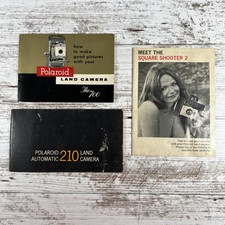 how
to make
good pictures
with your
Polaroid
LAND CAMERA
The 700
MEET THE
SQUARE SHOOTER 2
POLAROID 210 LAND
AUTOMATIC CAMERA